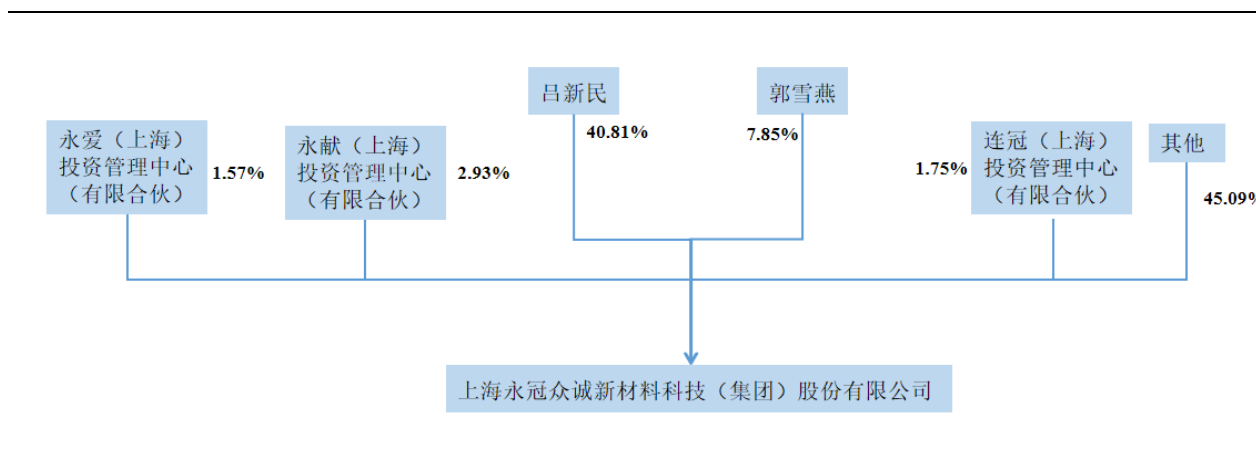 吕新民
郭雪燕
40.81%
7.85%
永爱（上海）
投资管理中心
（有限合伙）
1.57%
永献（上海）
投资管理中心
（有限合伙）
2.93%
1.75%
连冠（上海）
投资管理中心
（有限合伙）
其他
45.09%
上海永冠众诚新材料科技（集团）股份有限公司